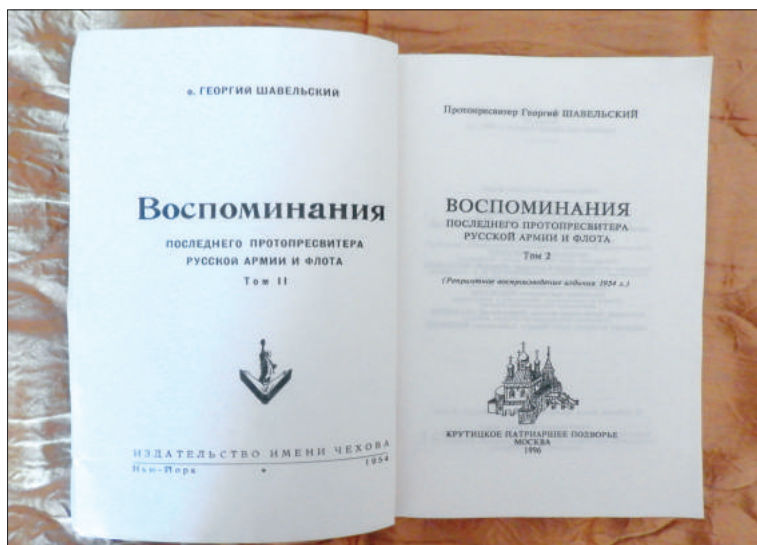 о. ГЕОРГИЙ ШАВЕЛЬСКИЙ
Воспоминания
ПОСЛЕДНЕГО ПРОТОПРЕСВИТЕРА
РУССКОЙ АРМИИ И ФЛОТА
Том II
ИЗДАТЕЛЬСТВО ИМЕНИ ЧЕХОВА
Нью-Йорк • 1954
Протопресвитер Георгий ШАВЕЛЬСКИЙ
ВОСПОМИНАНИЯ
ПОСЛЕДНЕГО ПРОТОПРЕСВИТЕРА
РУССКОЙ АРМИИ И ФЛОТА
Том 2
(Репринтное воспроизведение издания 1954 г.)
КРУТИЦКОЕ ПАТРИАРШЕЕ ПОДВОРЬЕ
МОСКВА
1996